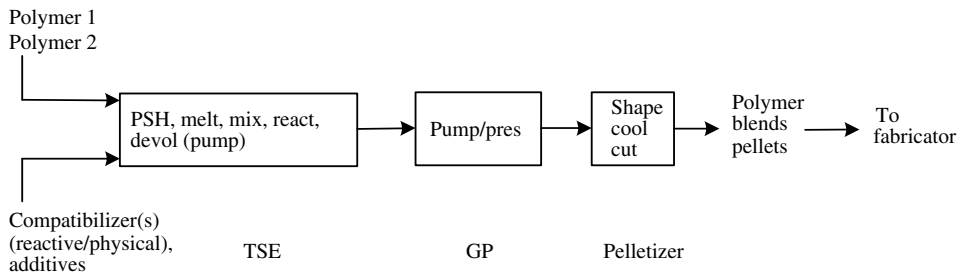 Polymer 1
Polymer 2
PSH, melt, mix, react,
devol (pump)
Pump/pres
Shape
cool
cut
Polymer
blends
pellets
To
fabricator
Compatibilizer(s)
(reactive/physical),
additives
TSE
GP
Pelletizer